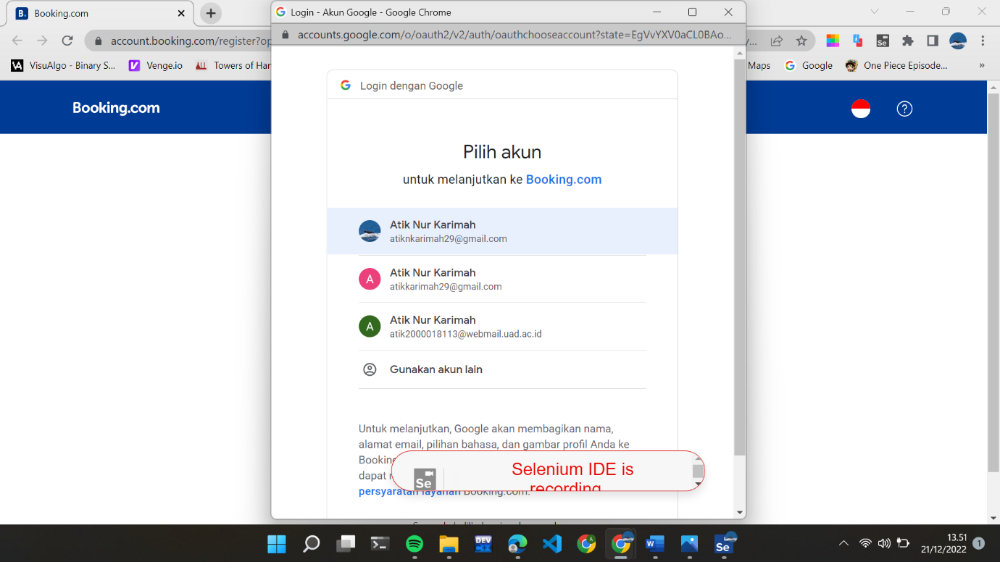 Booking.com
Login - Akun Google - Google Chrome
account.booking.com/register?op
accounts.google.com/o/oauth2/v2/auth/oauthchooseaccount?state=EgVvYXV0aCL0BAo...
y...
Se
VisuAlgo - Binary S...
Venge.io
Towers of Han
Maps
Google
One Piece Episode...
»
Booking.com
Login dengan Google
Pilih akun
untuk melanjutkan ke Booking.com
Atik Nur Karimah
atiknkarimah29@gmail.com
A
Atik Nur Karimah
atikkarimah29@gmail.com
A
Atik Nur Karimah
atik2000018113@webmail.uad.ac.id
Gunakan akun lain
Untuk melanjutkan, Google akan membagikan nama,
alamat email, pilihan bahasa, dan gambar profil Anda ke
Booking
dapat
persyaratan layanan Booking.com.
Se
Selenium IDE is
recording
DEV
C++
A
W
Se
13.51
21/12/2022
1